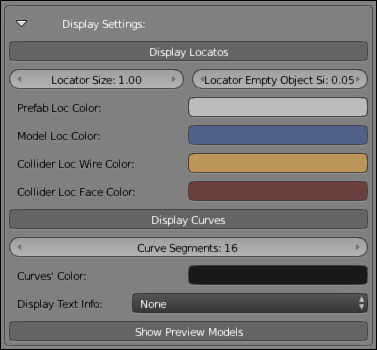 Display Settings:
Display Locatos
Locator Size: 1.00
Locator Empty Object Si: 0.05
Prefab Loc Color:
Model Loc Color:
Collider Loc Wire Color:
Collider Loc Face Color:
Display Curves
Curve Segments: 16
Curves' Color:
Display Text Info:
None
Show Preview Models